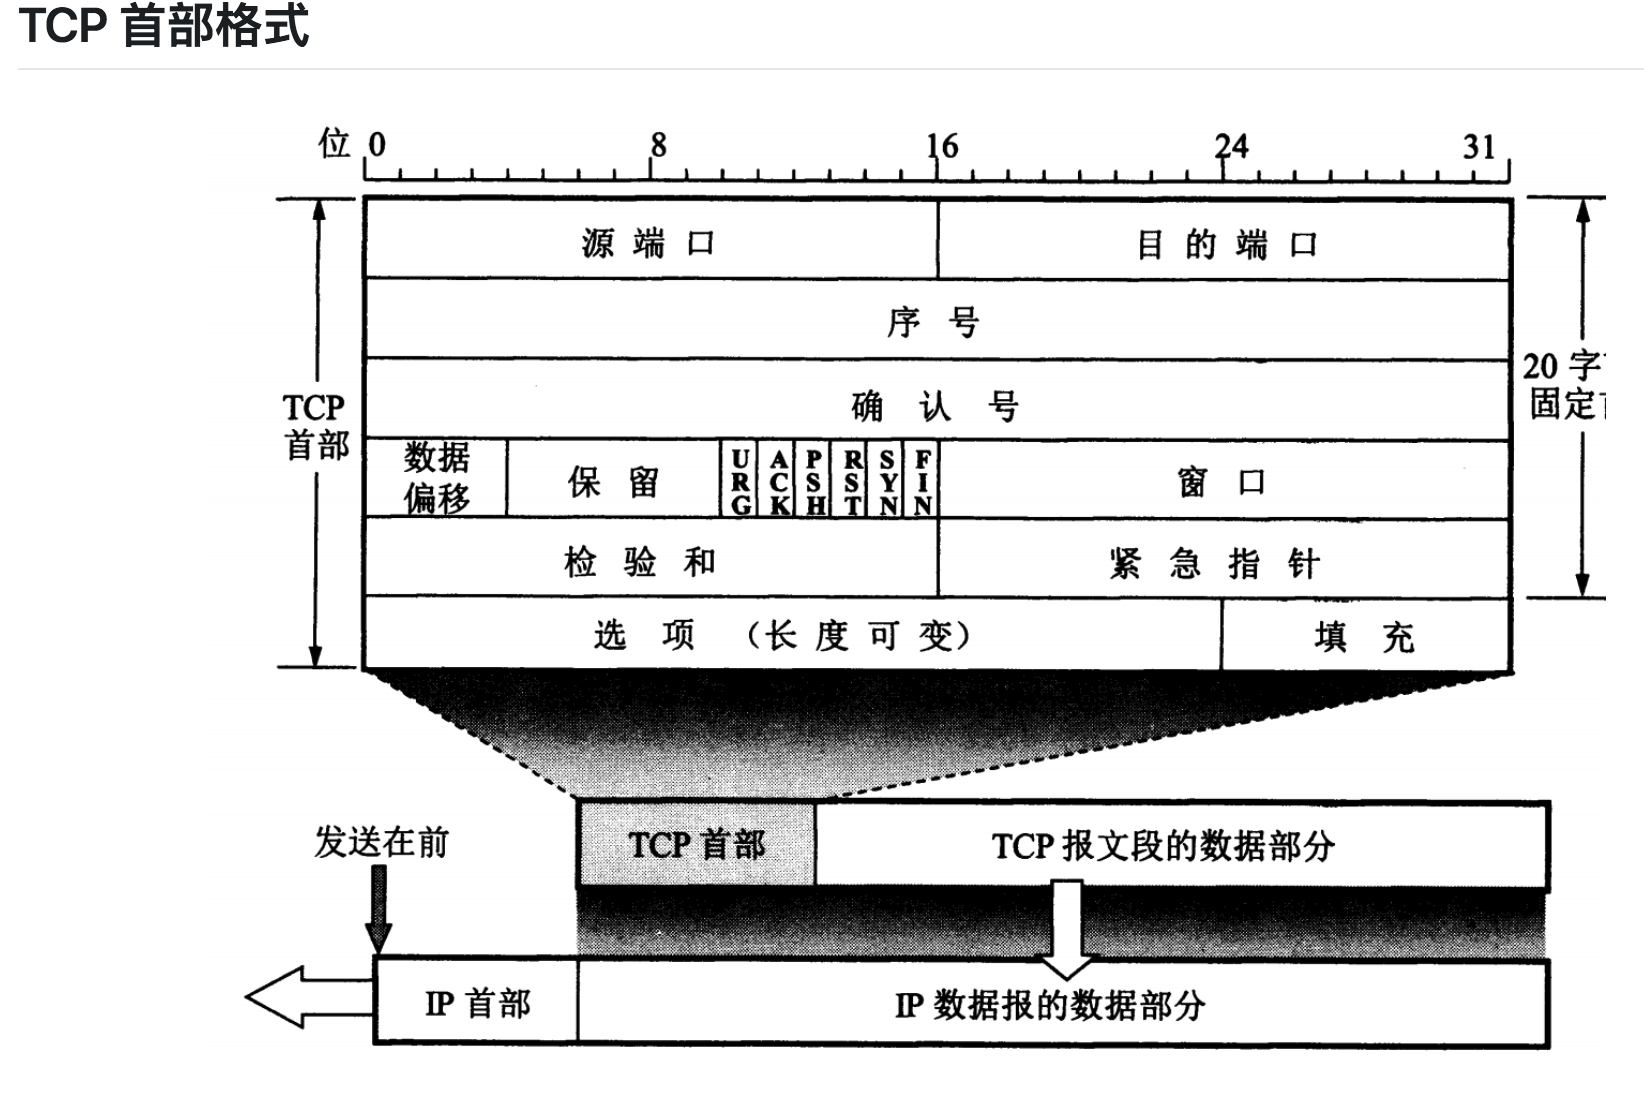 TCP 首部格式
位 0 8 16 24 31
源端口 目的端口
序号
确认号
TCP
首部
20 字
固定
数据
偏移
保留
URG ACK PSH RST SYN FIN
窗口
检验和 紧急指针
选项 (长度可变) 填充
发送在前
TCP 首部 TCP 报文段的数据部分
IP 首部 IP 数据报的数据部分